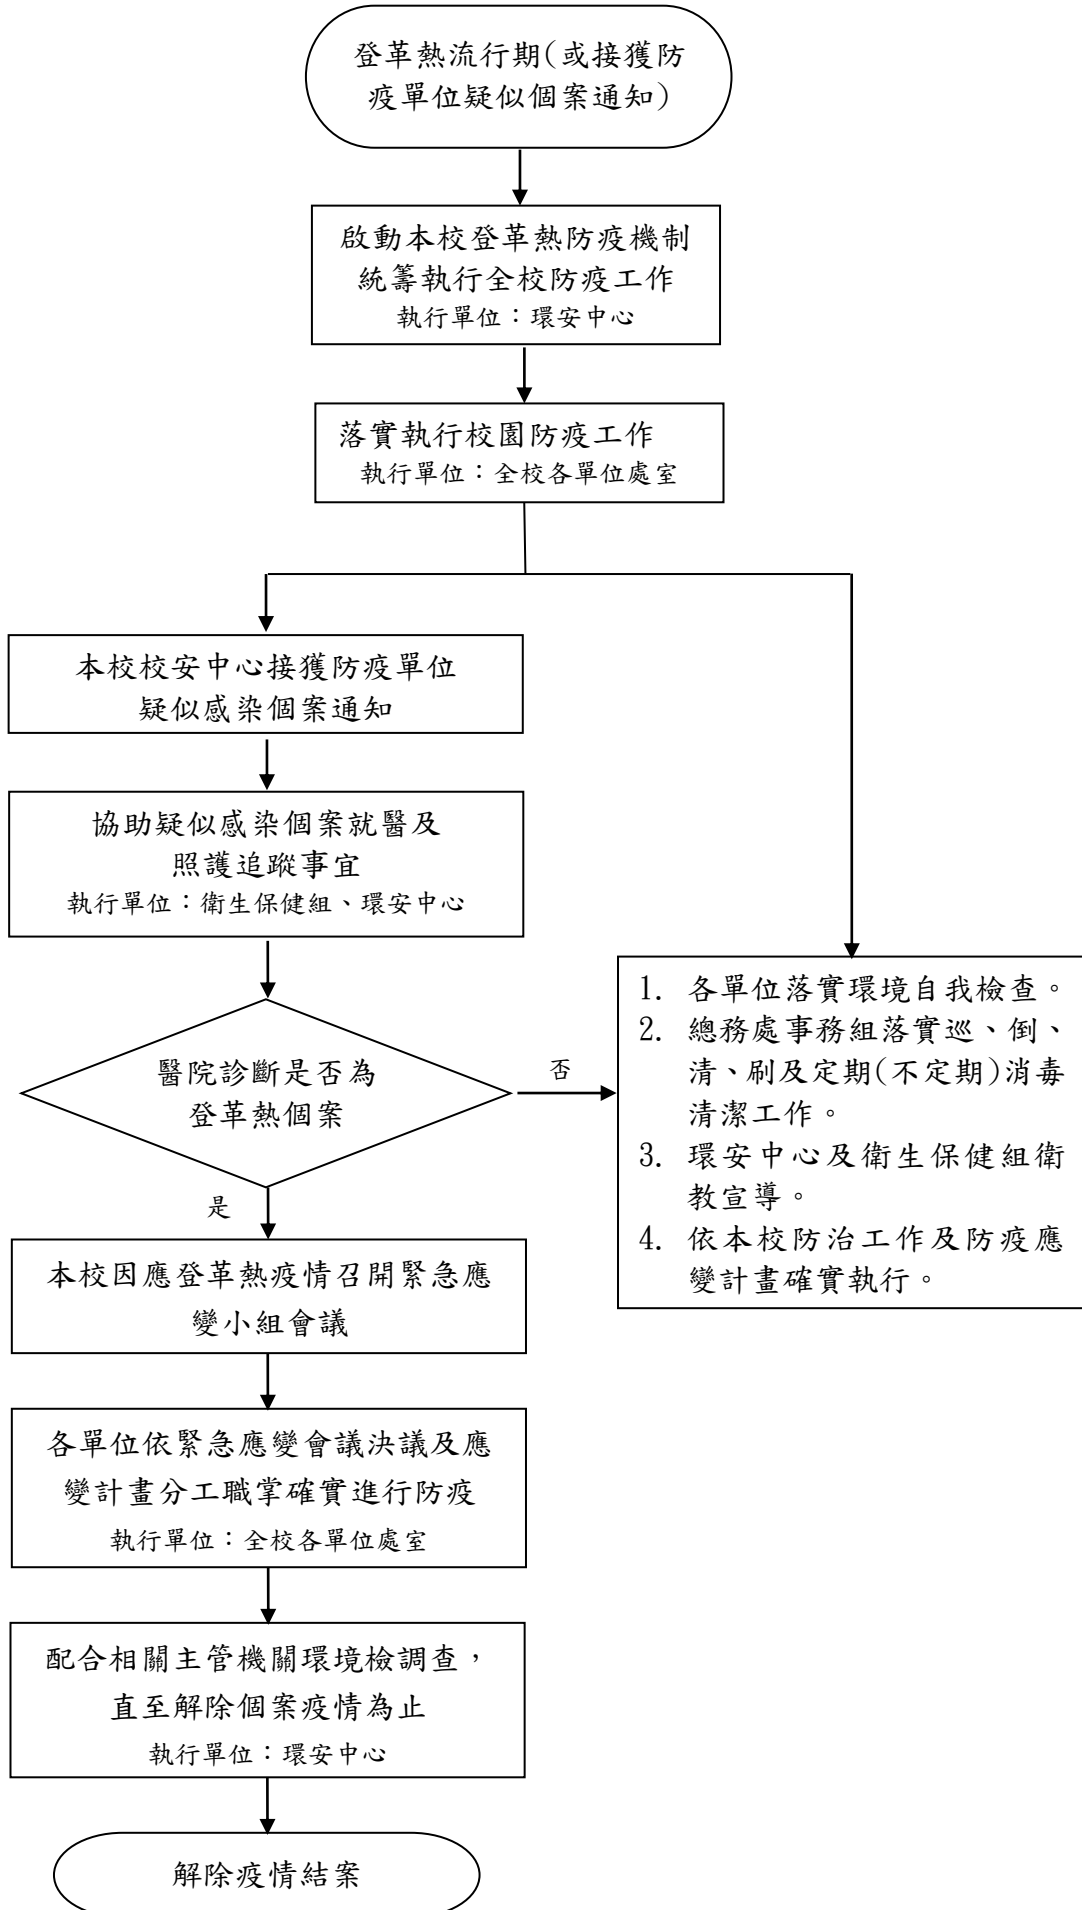 登革熱流行期(或接獲防
疫單位疑似個案通知)
啟動本校登革熱防疫機制
統籌執行全校防疫工作
執行單位：環安中心
落實執行校園防疫工作
執行單位：全校各單位處室
本校校安中心接獲防疫單位
疑似感染個案通知
協助疑似感染個案就醫及
照護追蹤事宜
執行單位：衛生保健組、環安中心
醫院診斷是否為
登革熱個案
否
是
1. 各單位落實環境自我檢查。
2. 總務處事務組落實巡、倒、
清、刷及定期(不定期)消毒
清潔工作。
3. 環安中心及衛生保健組衛
教宣導。
4. 依本校防治工作及防疫應
變計畫確實執行。
本校因應登革熱疫情召開緊急應
變小組會議
各單位依緊急應變會議決議及應
變計畫分工職掌確實進行防疫
執行單位：全校各單位處室
配合相關主管機關環境檢調查，
直至解除個案疫情為止
執行單位：環安中心
解除疫情結案